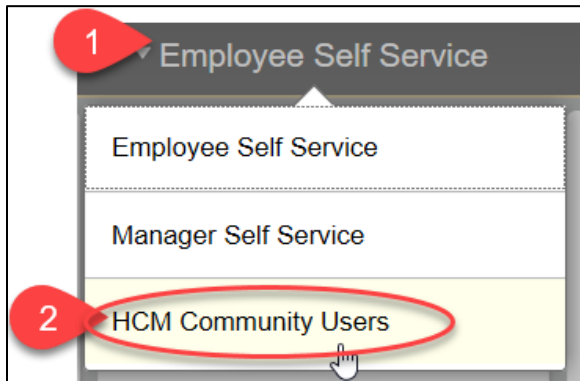 1
Employee Self Service
Employee Self Service
Manager Self Service
2
HCM Community Users